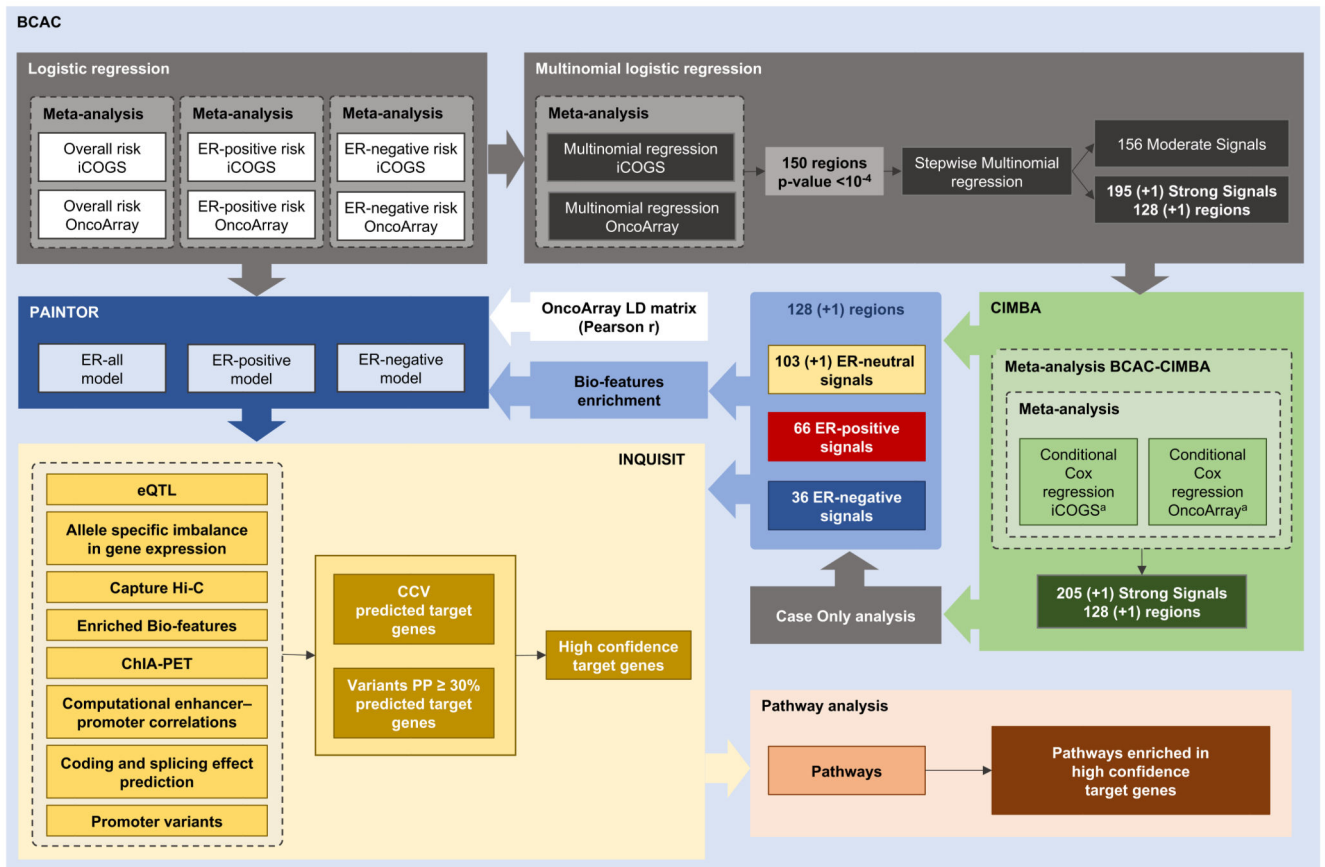 BCAC
Logistic regression
Meta-analysis
Overall risk
iCOGS
Overall risk
OncoArray
Meta-analysis
ER-positive risk
iCOGS
ER-positive risk
OncoArray
Meta-analysis
ER-negative risk
iCOGS
ER-negative risk
OncoArray
Multinomial logistic regression
Meta-analysis
Multinomial regression
iCOGS
Multinomial regression
OncoArray
150 regions
p-value <10⁻⁴
Stepwise Multinomial
regression
156 Moderate Signals
195 (+1) Strong Signals
128 (+1) regions
PAINTOR
ER-all
model
ER-positive
model
ER-negative
model
OncoArray LD matrix
(Pearson r)
Bio-features
enrichment
128 (+1) regions
103 (+1) ER-neutral
signals
66 ER-positive
signals
36 ER-negative
signals
CIMBA
Meta-analysis BCAC-CIMBA
Meta-analysis
Conditional
Cox
regression
iCOGSᵃ
Conditional
Cox
regression
OncoArrayᵃ
205 (+1) Strong Signals
128 (+1) regions
Case Only analysis
INQUISIT
eQTL
Allele specific imbalance
in gene expression
Capture Hi-C
Enriched Bio-features
ChIA-PET
Computational enhancer–
promoter correlations
Coding and splicing effect
prediction
Promoter variants
CCV
predicted target
genes
Variants PP ≥ 30%
predicted target
genes
High confidence
target genes
Pathway analysis
Pathways
Pathways enriched in
high confidence
target genes